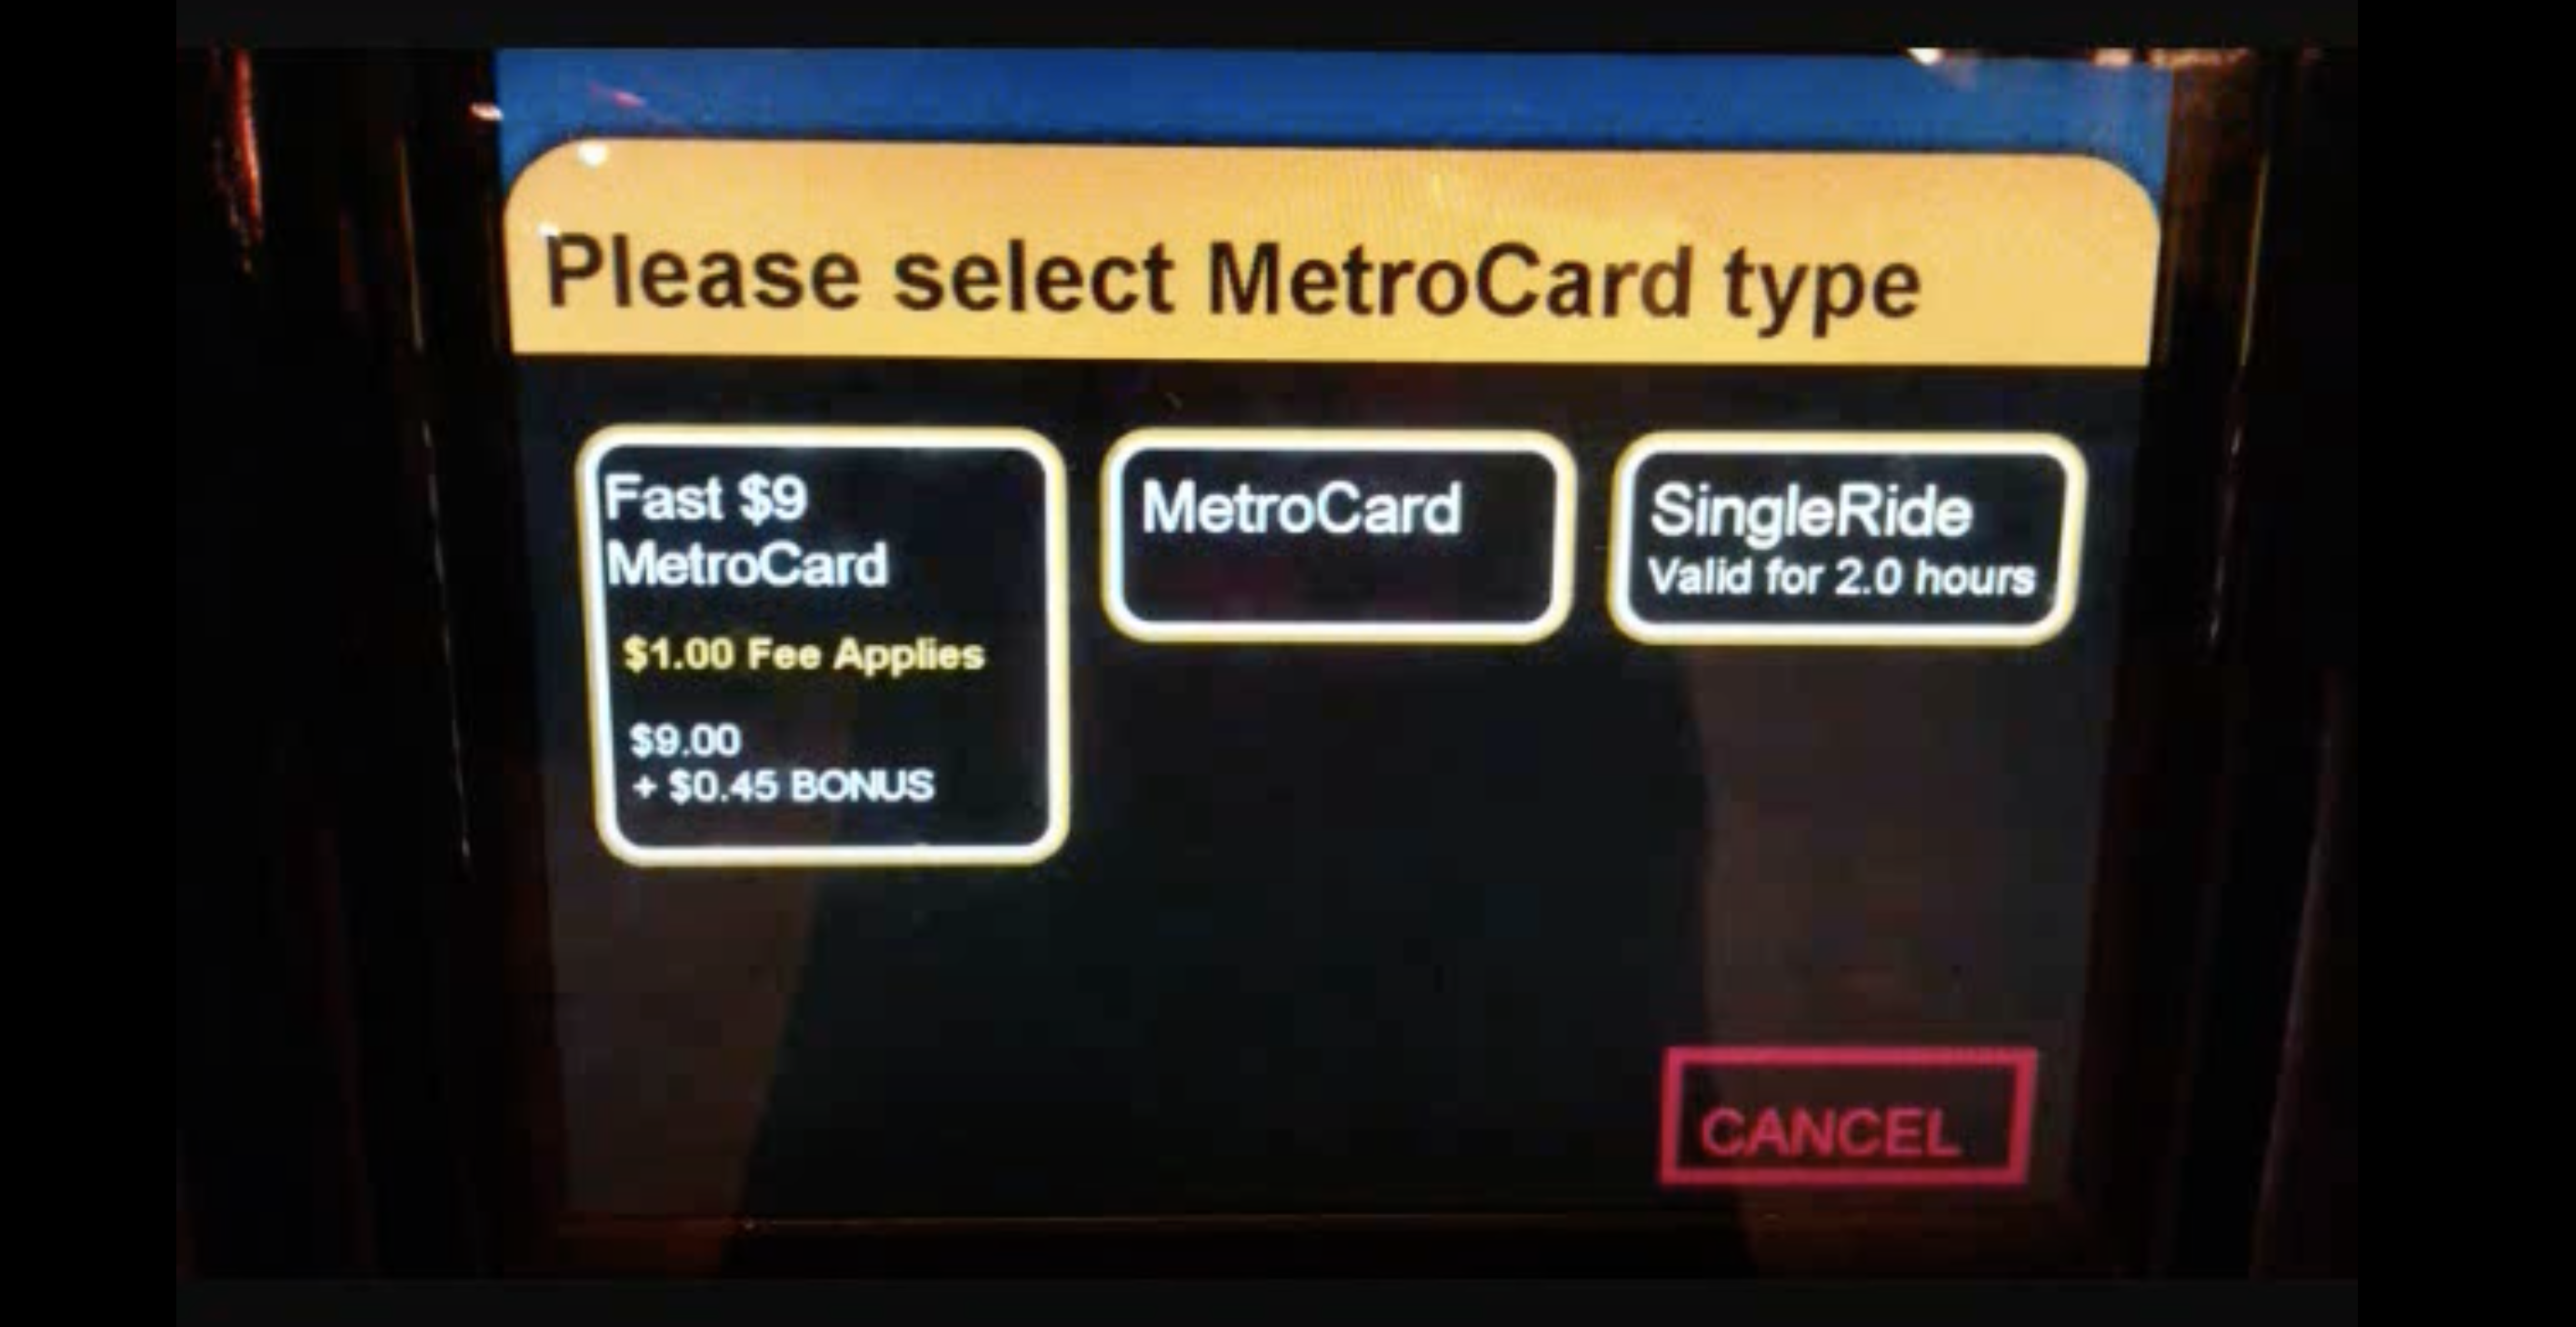 Please select MetroCard type
Fast $9
MetroCard
$1.00 Fee Applies
$9.00
+ $0.45 BONUS
MetroCard
SingleRide
Valid for 2.0 hours
CANCEL